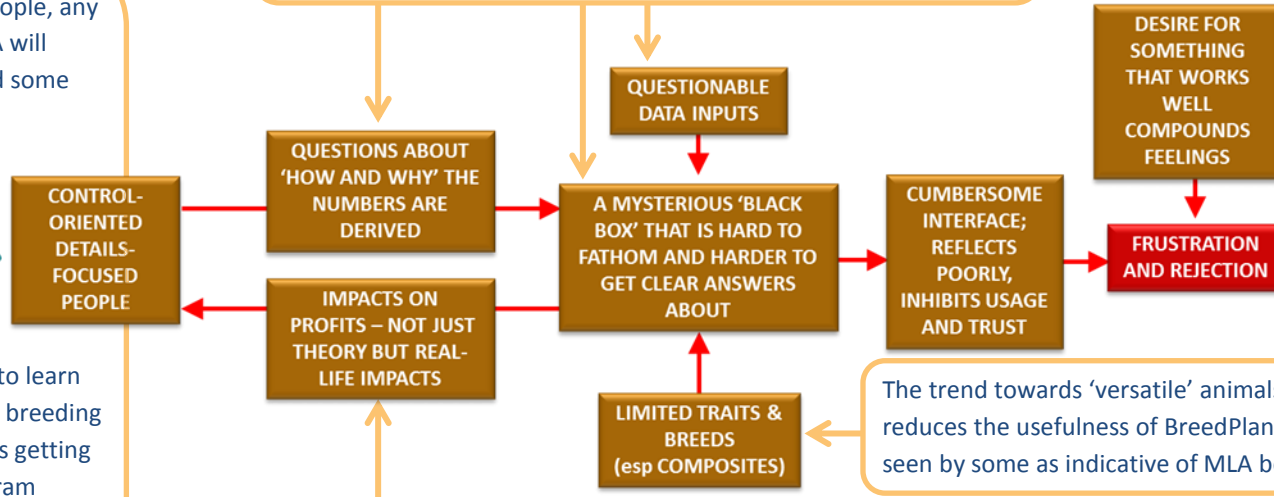 ople, any
A will
d some
CONTROL-
ORIENTED
DETAILS-
FOCUSED
PEOPLE
to learn
breeding
s getting
ram
QUESTIONS ABOUT
‘HOW AND WHY’ THE
NUMBERS ARE
DERIVED
IMPACTS ON
PROFITS – NOT JUST
THEORY BUT REAL-
LIFE IMPACTS
QUESTIONABLE
DATA INPUTS
A MYSTERIOUS ‘BLACK
BOX’ THAT IS HARD TO
FATHOM AND HARDER TO
GET CLEAR ANSWERS
ABOUT
LIMITED TRAITS &
BREEDS
(esp COMPOSITES)
CUMBERSOME
INTERFACE;
REFLECTS
POORLY,
INHIBITS USAGE
AND TRUST
DESIRE FOR
SOMETHING
THAT WORKS
WELL
COMPOUNDS
FEELINGS
FRUSTRATION
AND REJECTION
The trend towards ‘versatile’ animals
reduces the usefulness of BreedPlan
seen by some as indicative of MLA b